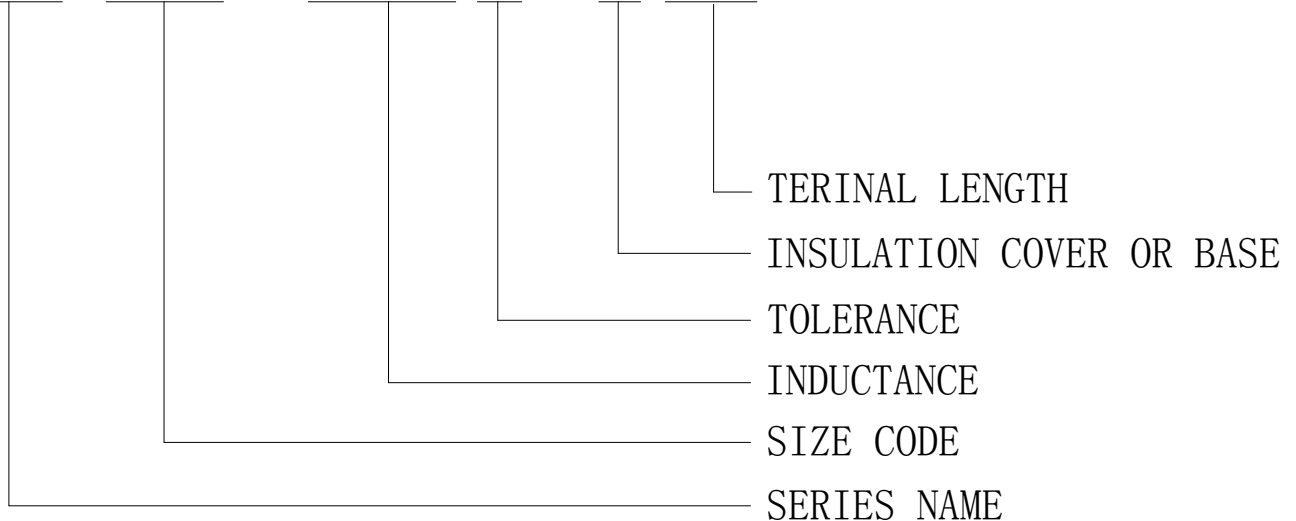 TERINAL LENGTH
INSULATION COVER OR BASE
TOLERANCE
INDUCTANCE
SIZE CODE
SERIES NAME